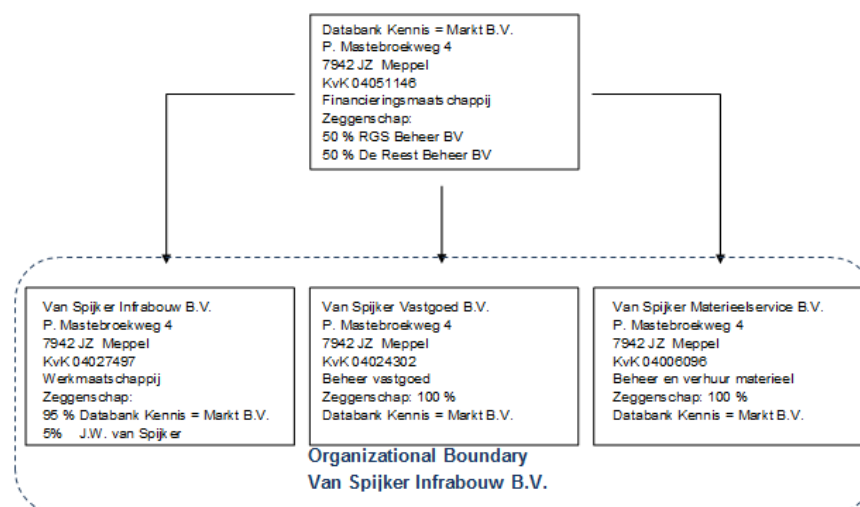 Databank Kennis = Markt B.V.
P. Mastebroekweg 4
7942 JZ Meppel
KvK 04051146
Financieringsmaatschappij
Zeggenschap:
50 % RGS Beheer BV
50 % De Reest Beheer BV
Van Spijker Infrabouw B.V.
P. Mastebroekweg 4
7942 JZ Meppel
KvK 04027497
Werkmaatschappij
Zeggenschap:
95 % Databank Kennis = Markt B.V.
5% J.W. van Spijker
Van Spijker Vastgoed B.V.
P. Mastebroekweg 4
7942 JZ Meppel
KvK 04024302
Beheer vastgoed
Zeggenschap: 100 %
Databank Kennis = Markt B.V.
Van Spijker Materieelservice B.V.
P. Mastebroekweg 4
7942 JZ Meppel
KvK 04006096
Beheer en verhuur materieel
Zeggenschap: 100 %
Databank Kennis = Markt B.V.
Organizational Boundary
Van Spijker Infrabouw B.V.